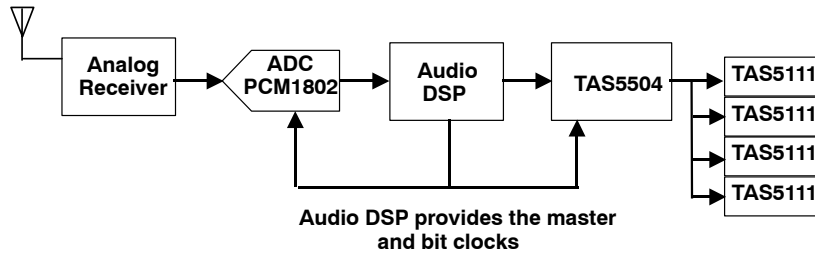 Analog
Receiver
ADC
PCM1802
Audio
DSP
TAS5504
TAS5111
TAS5111
TAS5111
TAS5111
Audio DSP provides the master
and bit clocks